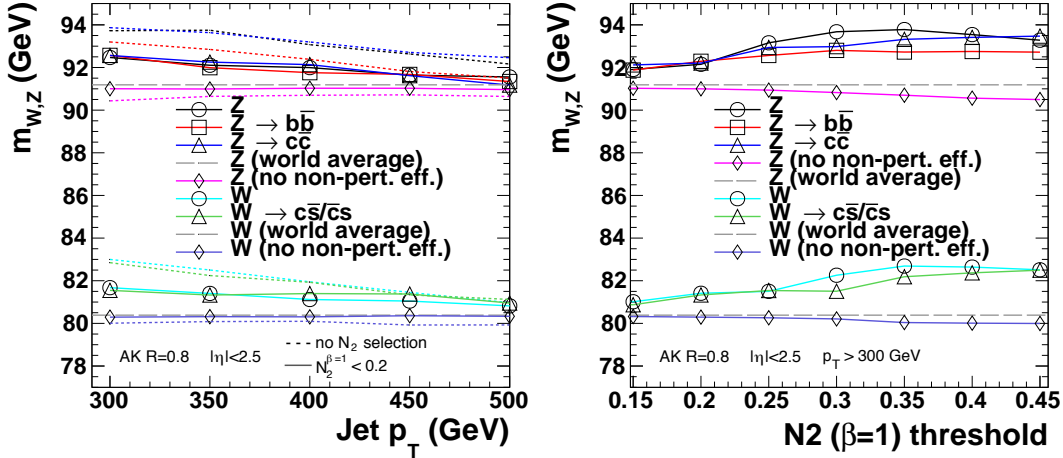 m_{W,Z} (GeV)
94
92
90
88
86
84
82
80
78
Z
Z → bb̅
Z → cc̅
Z (world average)
Z (no non-pert. eff.)
W
W → cs̅/c̅s
W (world average)
W (no non-pert. eff.)
no N_2 selection
AK R=0.8 |η|<2.5 N_2^{β=1} < 0.2
300 350 400 450 500
Jet p_T (GeV)
m_{W,Z} (GeV)
94
92
90
88
86
84
82
80
78
Z
Z → bb̅
Z → cc̅
Z (no non-pert. eff.)
Z (world average)
W
W → cs̅/c̅s
W (world average)
W (no non-pert. eff.)
AK R=0.8 |η|<2.5 p_T > 300 GeV
0.15 0.2 0.25 0.3 0.35 0.4 0.45
N2 (β=1) threshold